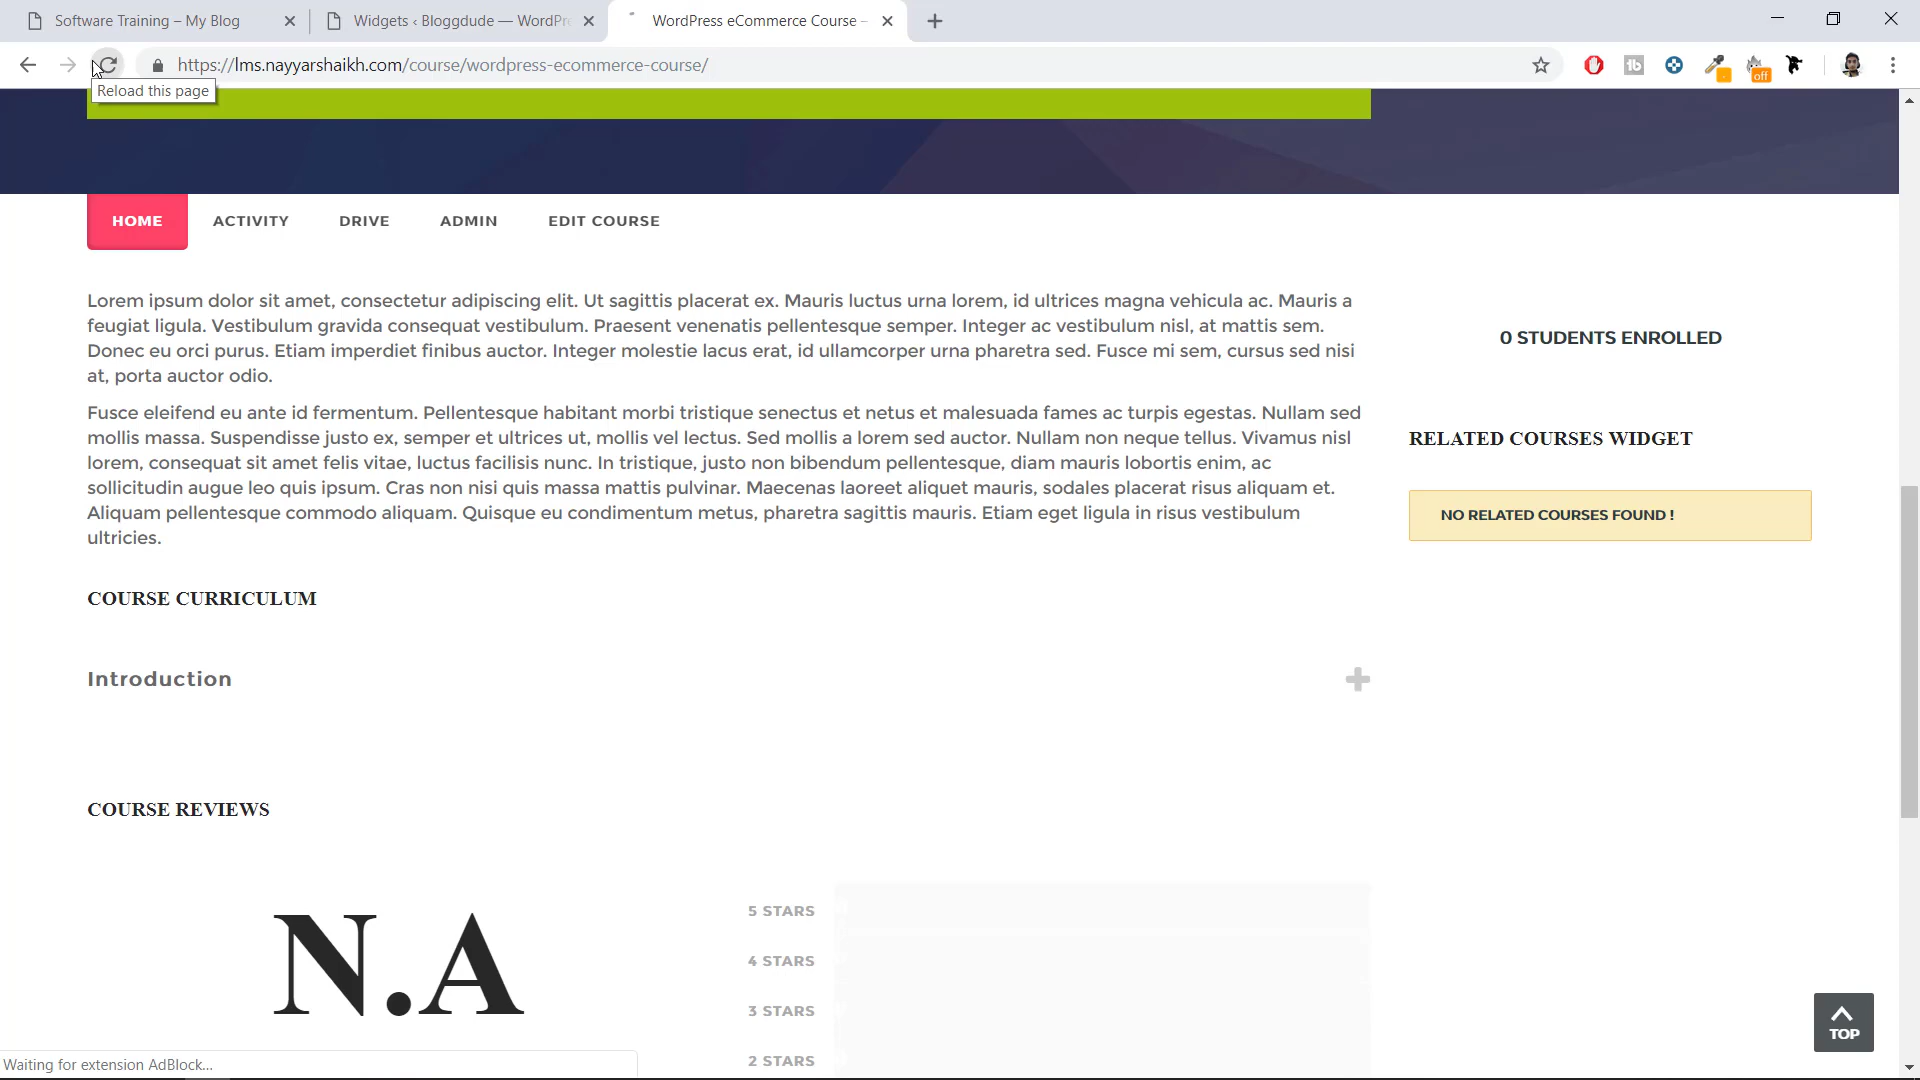 Software Training – My Blog
Widgets ‹ Bloggdude — WordPr
WordPress eCommerce Course –
https://lms.nayyarshaikh.com/course/wordpress-ecommerce-course/
off
Reload this page
HOME
ACTIVITY
DRIVE
ADMIN
EDIT COURSE
Lorem ipsum dolor sit amet, consectetur adipiscing elit. Ut sagittis placerat ex. Mauris luctus urna lorem, id ultrices magna vehicula ac. Mauris a
feugiat ligula. Vestibulum gravida consequat vestibulum. Praesent venenatis pellentesque semper. Integer ac vestibulum nisl, at mattis sem.
Donec eu orci purus. Etiam imperdiet finibus auctor. Integer molestie lacus erat, id ullamcorper urna pharetra sed. Fusce mi sem, cursus sed nisi
at, porta auctor odio.
Fusce eleifend eu ante id fermentum. Pellentesque habitant morbi tristique senectus et netus et malesuada fames ac turpis egestas. Nullam sed
mollis massa. Suspendisse justo ex, semper et ultrices ut, mollis vel lectus. Sed mollis a lorem sed auctor. Nullam non neque tellus. Vivamus nisl
lorem, consequat sit amet felis vitae, luctus facilisis nunc. In tristique, justo non bibendum pellentesque, diam mauris lobortis enim, ac
sollicitudin augue leo quis ipsum. Cras non nisi quis massa mattis pulvinar. Maecenas laoreet aliquet mauris, sodales placerat risus aliquam et.
Aliquam pellentesque commodo aliquam. Quisque eu condimentum metus, pharetra sagittis mauris. Etiam eget ligula in risus vestibulum
ultricies.
0 STUDENTS ENROLLED
RELATED COURSES WIDGET
NO RELATED COURSES FOUND !
COURSE CURRICULUM
Introduction
COURSE REVIEWS
N.A
5 STARS
4 STARS
3 STARS
2 STARS
TOP
Waiting for extension AdBlock...